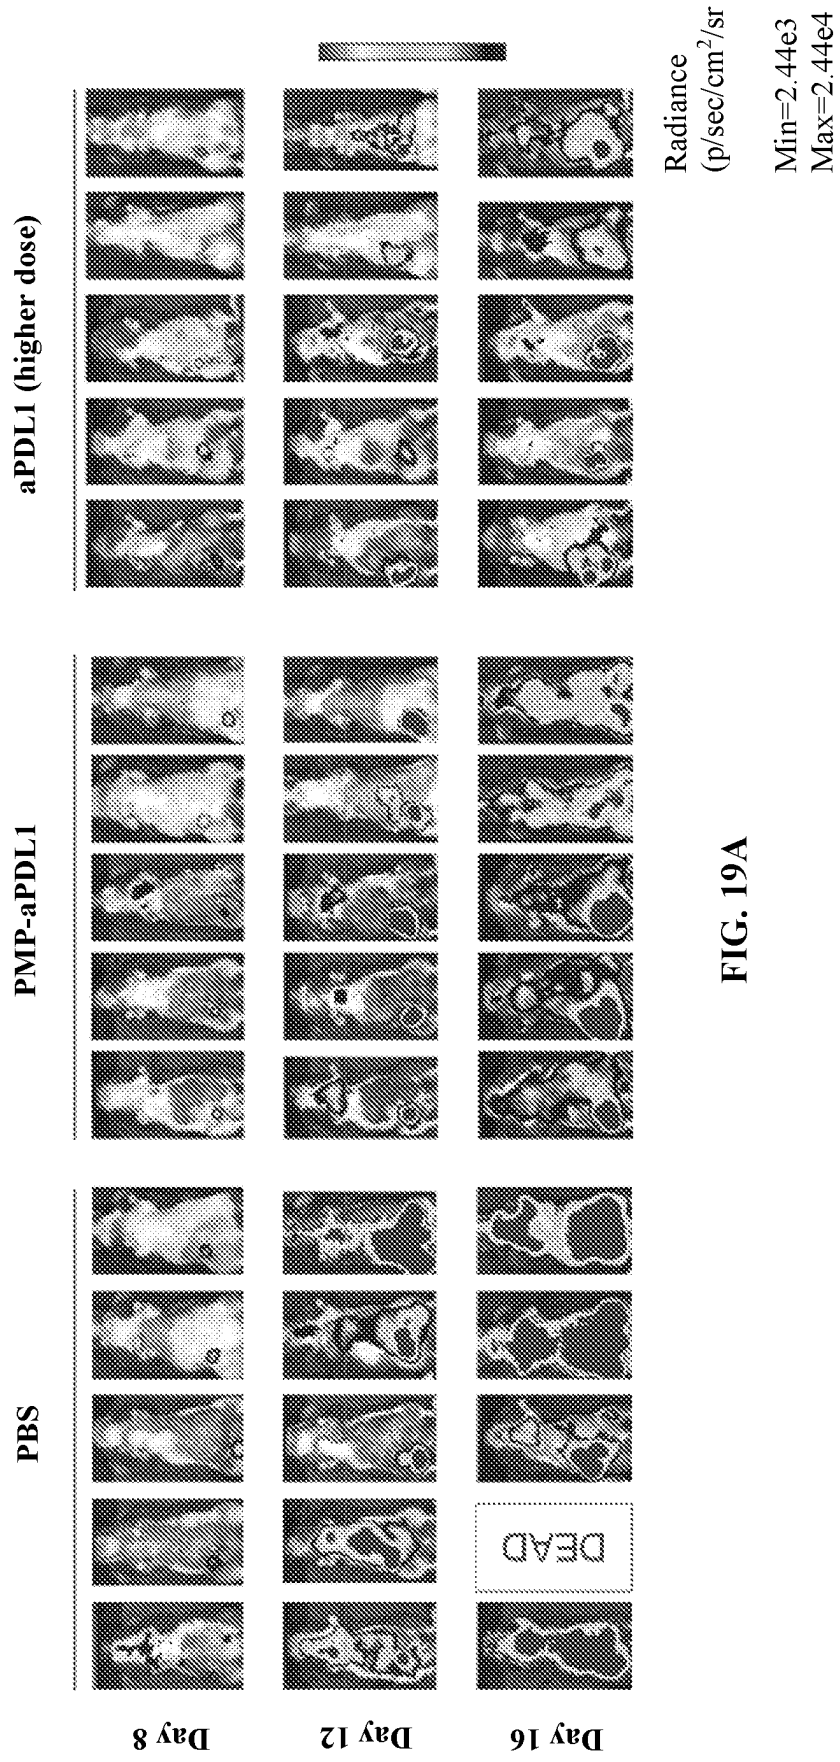 PBS
PMP-aPDL1
aPDL1 (higher dose)
Day 8
Day 12
Day 16
DEAD
Radiance
(p/sec/cm²/sr
Min=2.44e3
Max=2.44e4
FIG. 19A